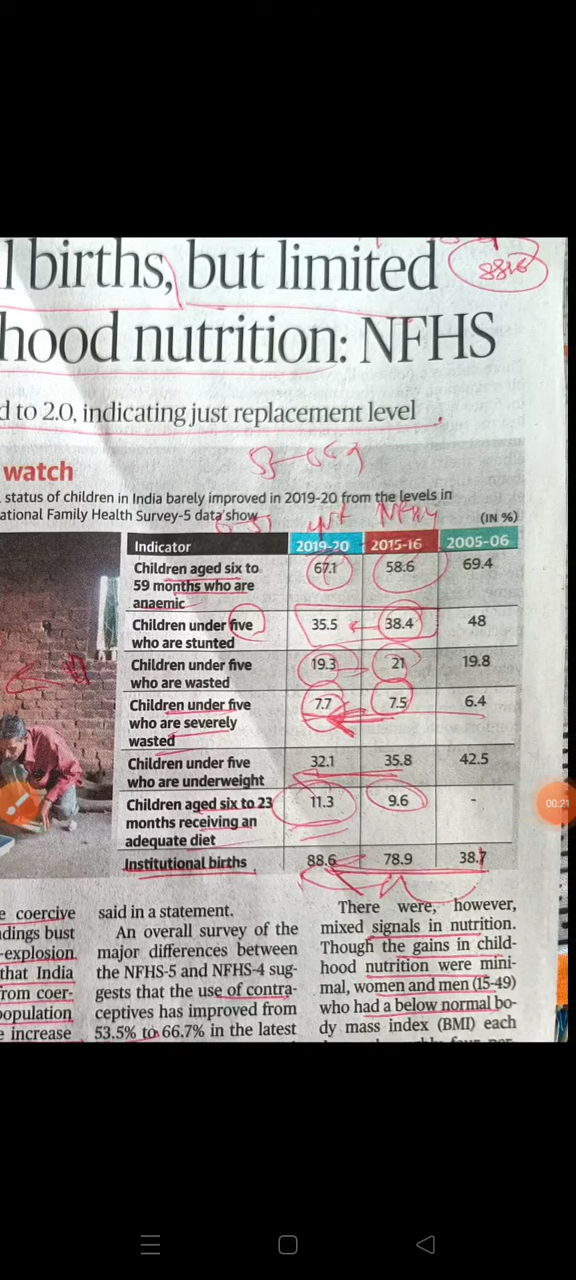 l births, but limited
hood nutrition: NFHS
d to 2.0, indicating just replacement level
watch
status of children in India barely improved in 2019-20 from the levels in
ational Family Health Survey-5 data show
(IN %)
Indicator 2019-20 2015-16 2005-06
Children aged six to 67.1 58.6 69.4
59 months who are
anaemic
Children under five 35.5 38.4 48
who are stunted
Children under five 19.3 21 19.8
who are wasted
Children under five 7.7 7.5 6.4
who are severely
wasted
Children under five 32.1 35.8 42.5
who are underweight
Children aged six to 23 11.3 9.6 -
months receiving an
adequate diet
Institutional births 88.6 78.9 38.7
e coercive
dings bust
-explosion
that India
rom coer-
population
e increase
said in a statement.
An overall survey of the
major differences between
the NFHS-5 and NFHS-4 sug-
gests that the use of contra-
ceptives has improved from
53.5% to 66.7% in the latest
There were, however,
mixed signals in nutrition.
Though the gains in child-
hood nutrition were mini-
mal, women and men (15-49)
who had a below normal bo-
dy mass index (BMI) each